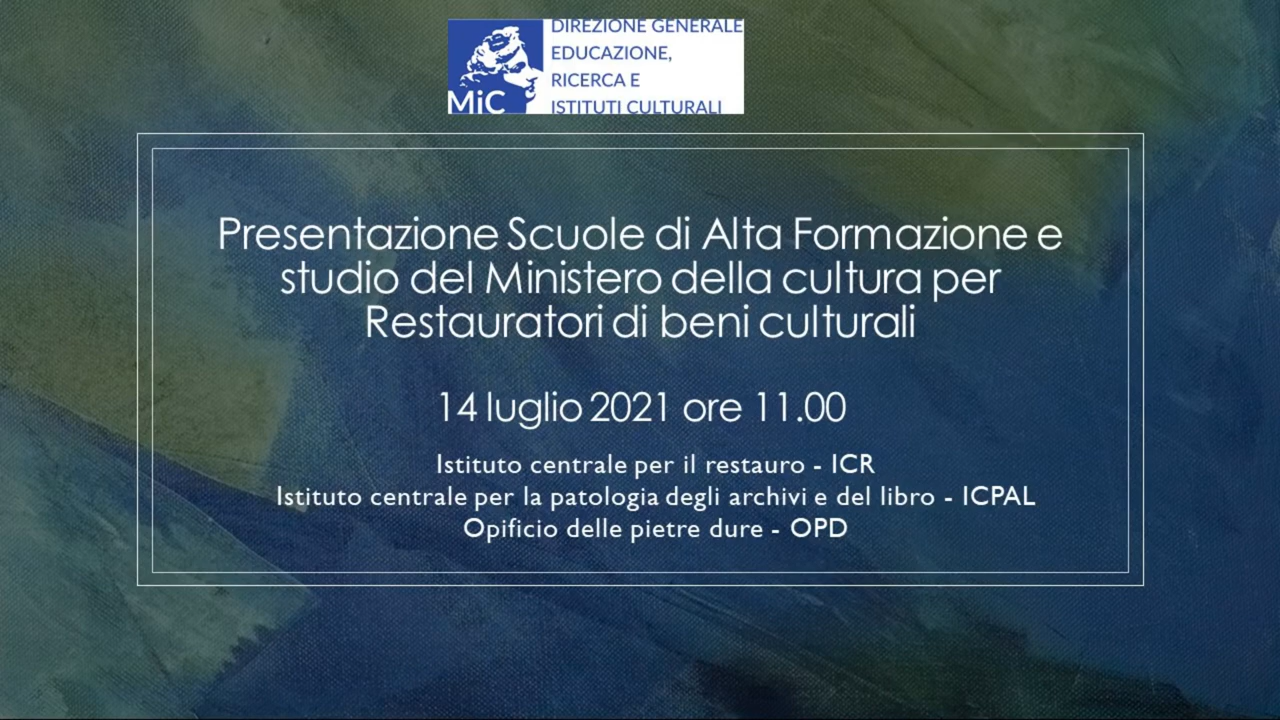 DIREZIONE GENERALE
EDUCAZIONE,
RICERCA E
ISTITUTI CULTURALI
MiC
Presentazione Scuole di Alta Formazione e
studio del Ministero della cultura per
Restauratori di beni culturali
14 luglio 2021 ore 11.00
Istituto centrale per il restauro - ICR
Istituto centrale per la patologia degli archivi e del libro - ICPAL
Opificio delle pietre dure - OPD